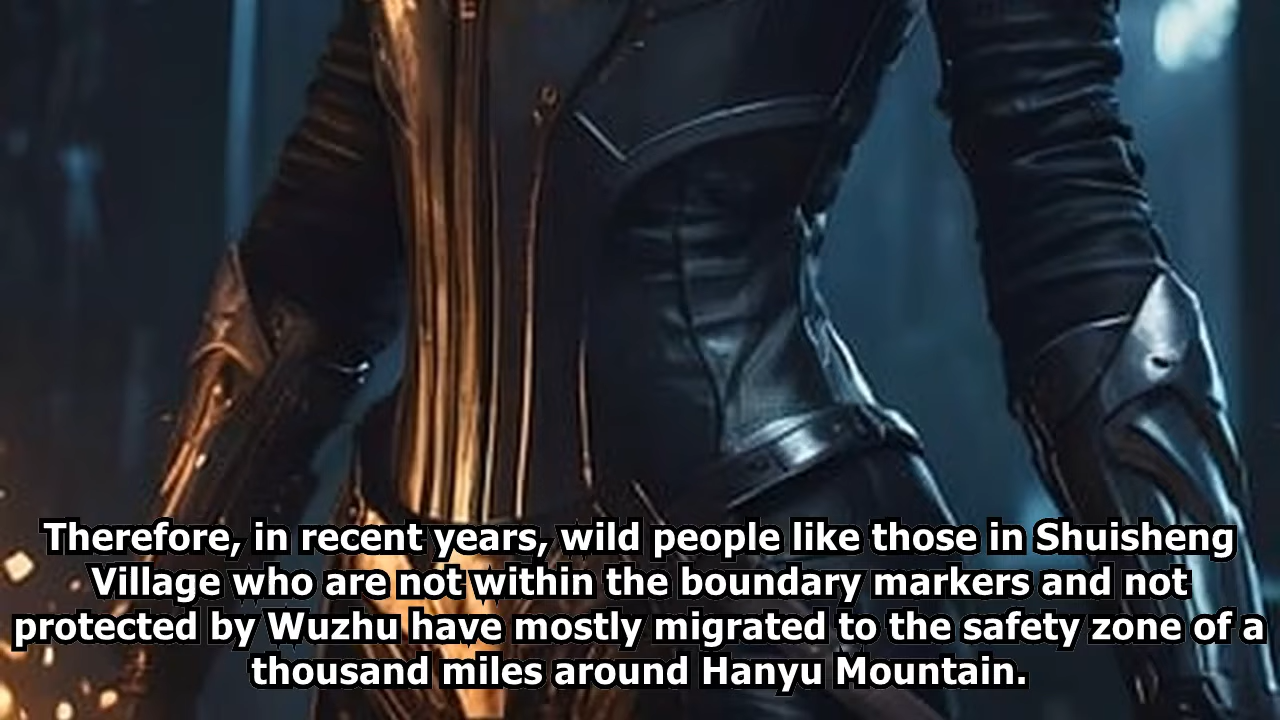 Therefore, in recent years, wild people like those in Shuisheng
Village who are not within the boundary markers and not
protected by Wuzhu have mostly migrated to the safety zone of a
thousand miles around Hanyu Mountain.